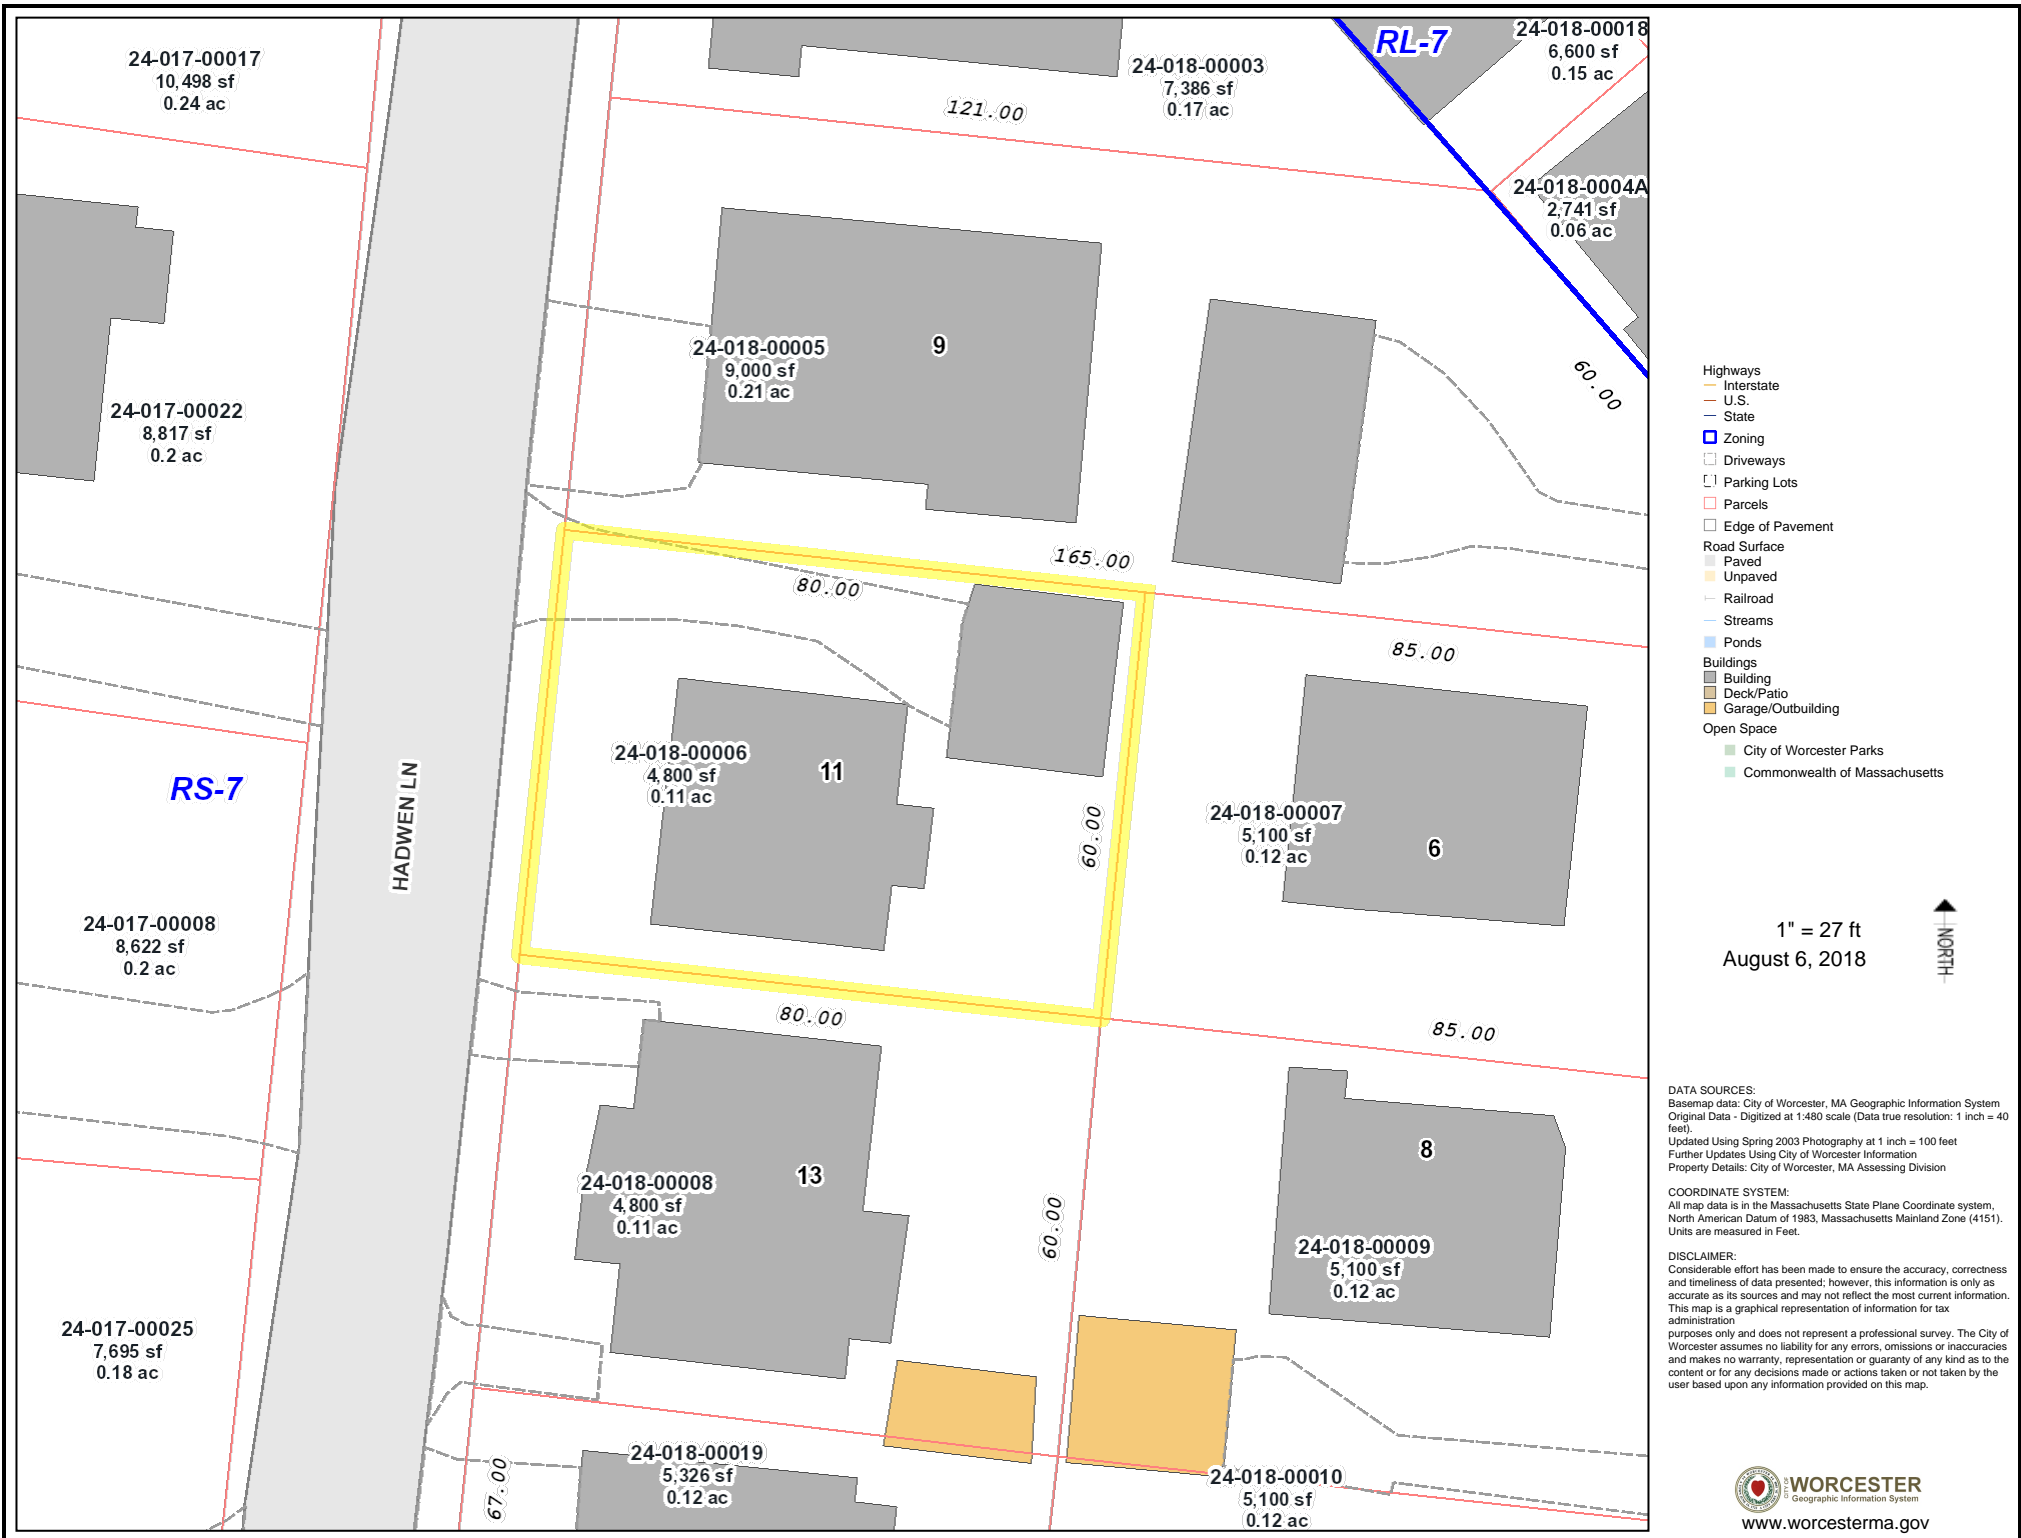 24-017-00017
10,498 sf
0.24 ac
24-018-00003
7,386 sf
0.17 ac
121.00
RL-7
24-018-00018
6,600 sf
0.15 ac
24-018-0004A
2,741 sf
0.06 ac
60.00
24-018-00005
9,000 sf
0.21 ac
9
24-017-00022
8,817 sf
0.2 ac
165.00
80.00
85.00
24-018-00006
4,800 sf
0.11 ac
11
60.00
24-018-00007
5,100 sf
0.12 ac
6
RS-7
HADWEN LN
24-017-00008
8,622 sf
0.2 ac
80.00
85.00
24-018-00008
4,800 sf
0.11 ac
13
60.00
8
24-018-00009
5,100 sf
0.12 ac
24-017-00025
7,695 sf
0.18 ac
67.00
24-018-00019
5,326 sf
0.12 ac
24-018-00010
5,100 sf
0.12 ac
Highways
Interstate
U.S.
State
Zoning
Driveways
Parking Lots
Parcels
Edge of Pavement
Road Surface
Paved
Unpaved
Railroad
Streams
Ponds
Buildings
Building
Deck/Patio
Garage/Outbuilding
Open Space
City of Worcester Parks
Commonwealth of Massachusetts
1" = 27 ft
August 6, 2018
NORTH
DATA SOURCES:
Basemap data: City of Worcester, MA Geographic Information System
Original Data - Digitized at 1:480 scale (Data true resolution: 1 inch = 40
feet).
Updated Using Spring 2003 Photography at 1 inch = 100 feet
Further Updates Using City of Worcester Information
Property Details: City of Worcester, MA Assessing Division
COORDINATE SYSTEM:
All map data is in the Massachusetts State Plane Coordinate system,
North American Datum of 1983, Massachusetts Mainland Zone (4151).
Units are measured in Feet.
DISCLAIMER:
Considerable effort has been made to ensure the accuracy, correctness
and timeliness of data presented; however, this information is only as
accurate as its sources and may not reflect the most current information.
This map is a graphical representation of information for tax
administration
purposes only and does not represent a professional survey. The City of
Worcester assumes no liability for any errors, omissions or inaccuracies
and makes no warranty, representation or guaranty of any kind as to the
content or for any decisions made or actions taken or not taken by the
user based upon any information provided on this map.
CITY OF
WORCESTER
Geographic Information System
www.worcesterma.gov